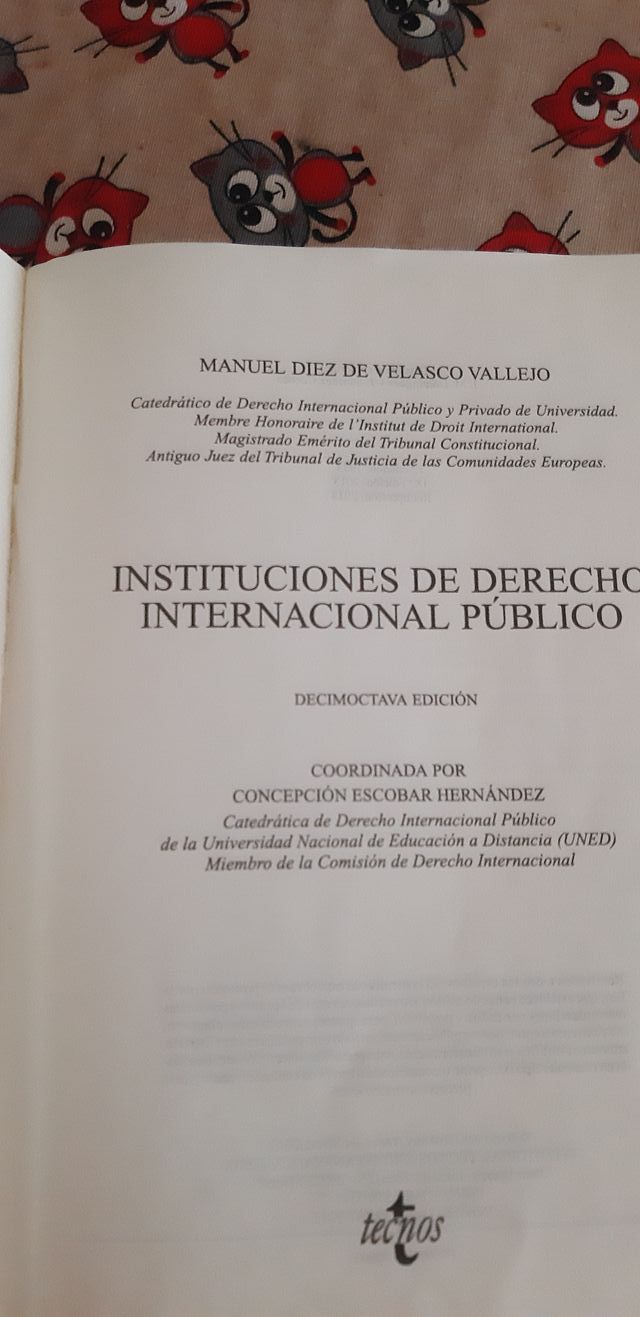 MANUEL DIEZ DE VELASCO VALLEJO
Catedrático de Derecho Internacional Público y Privado de Universidad.
Membre Honoraire de l'Institut de Droit International.
Magistrado Emérito del Tribunal Constitucional.
Antiguo Juez del Tribunal de Justicia de las Comunidades Europeas.
INSTITUCIONES DE DERECHO
INTERNACIONAL PÚBLICO
DECIMOCTAVA EDICIÓN
COORDINADA POR
CONCEPCIÓN ESCOBAR HERNÁNDEZ
Catedrática de Derecho Internacional Público
de la Universidad Nacional de Educación a Distancia (UNED)
Miembro de la Comisión de Derecho Internacional
tecnos